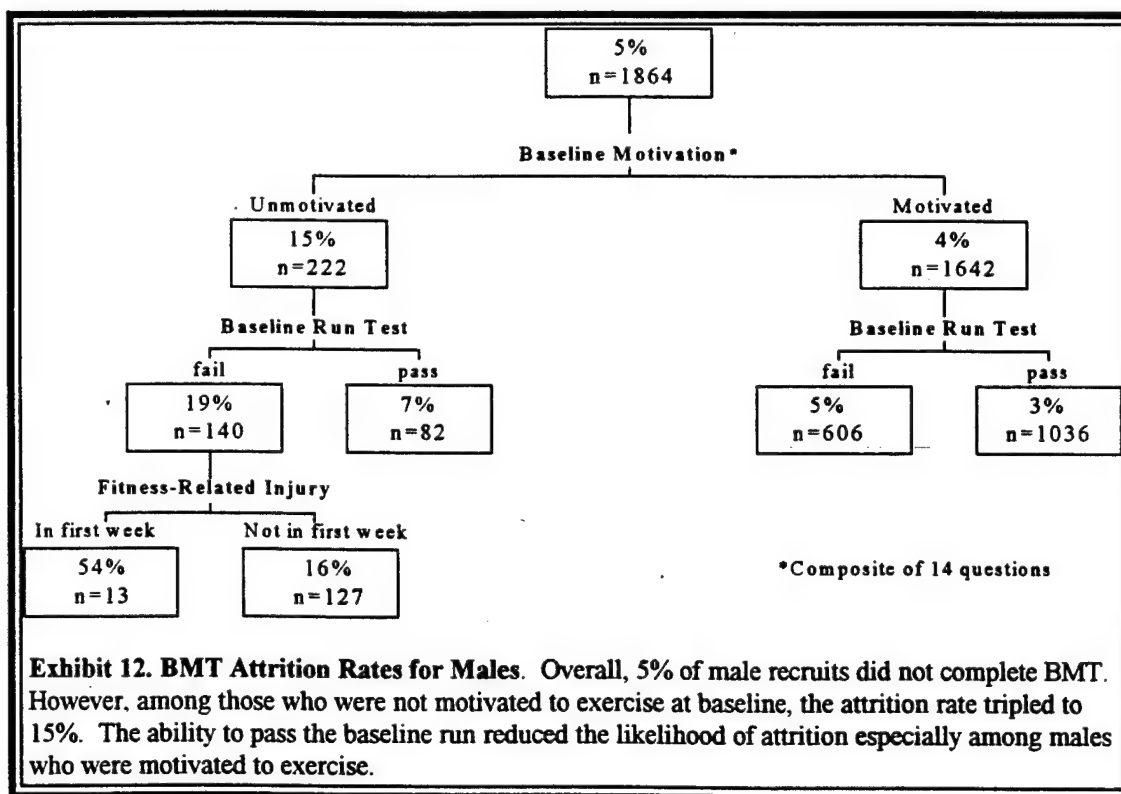 5%
n=1864
Baseline Motivation*
Unmotivated
15%
n=222
Motivated
4%
n=1642
Baseline Run Test
fail
19%
n=140
pass
7%
n=82
Baseline Run Test
fail
5%
n=606
pass
3%
n=1036
Fitness-Related Injury
In first week
54%
n=13
Not in first week
16%
n=127
*Composite of 14 questions
Exhibit 12. BMT Attrition Rates for Males. Overall, 5% of male recruits did not complete BMT.
However, among those who were not motivated to exercise at baseline, the attrition rate tripled to
15%. The ability to pass the baseline run reduced the likelihood of attrition especially among males
who were motivated to exercise.